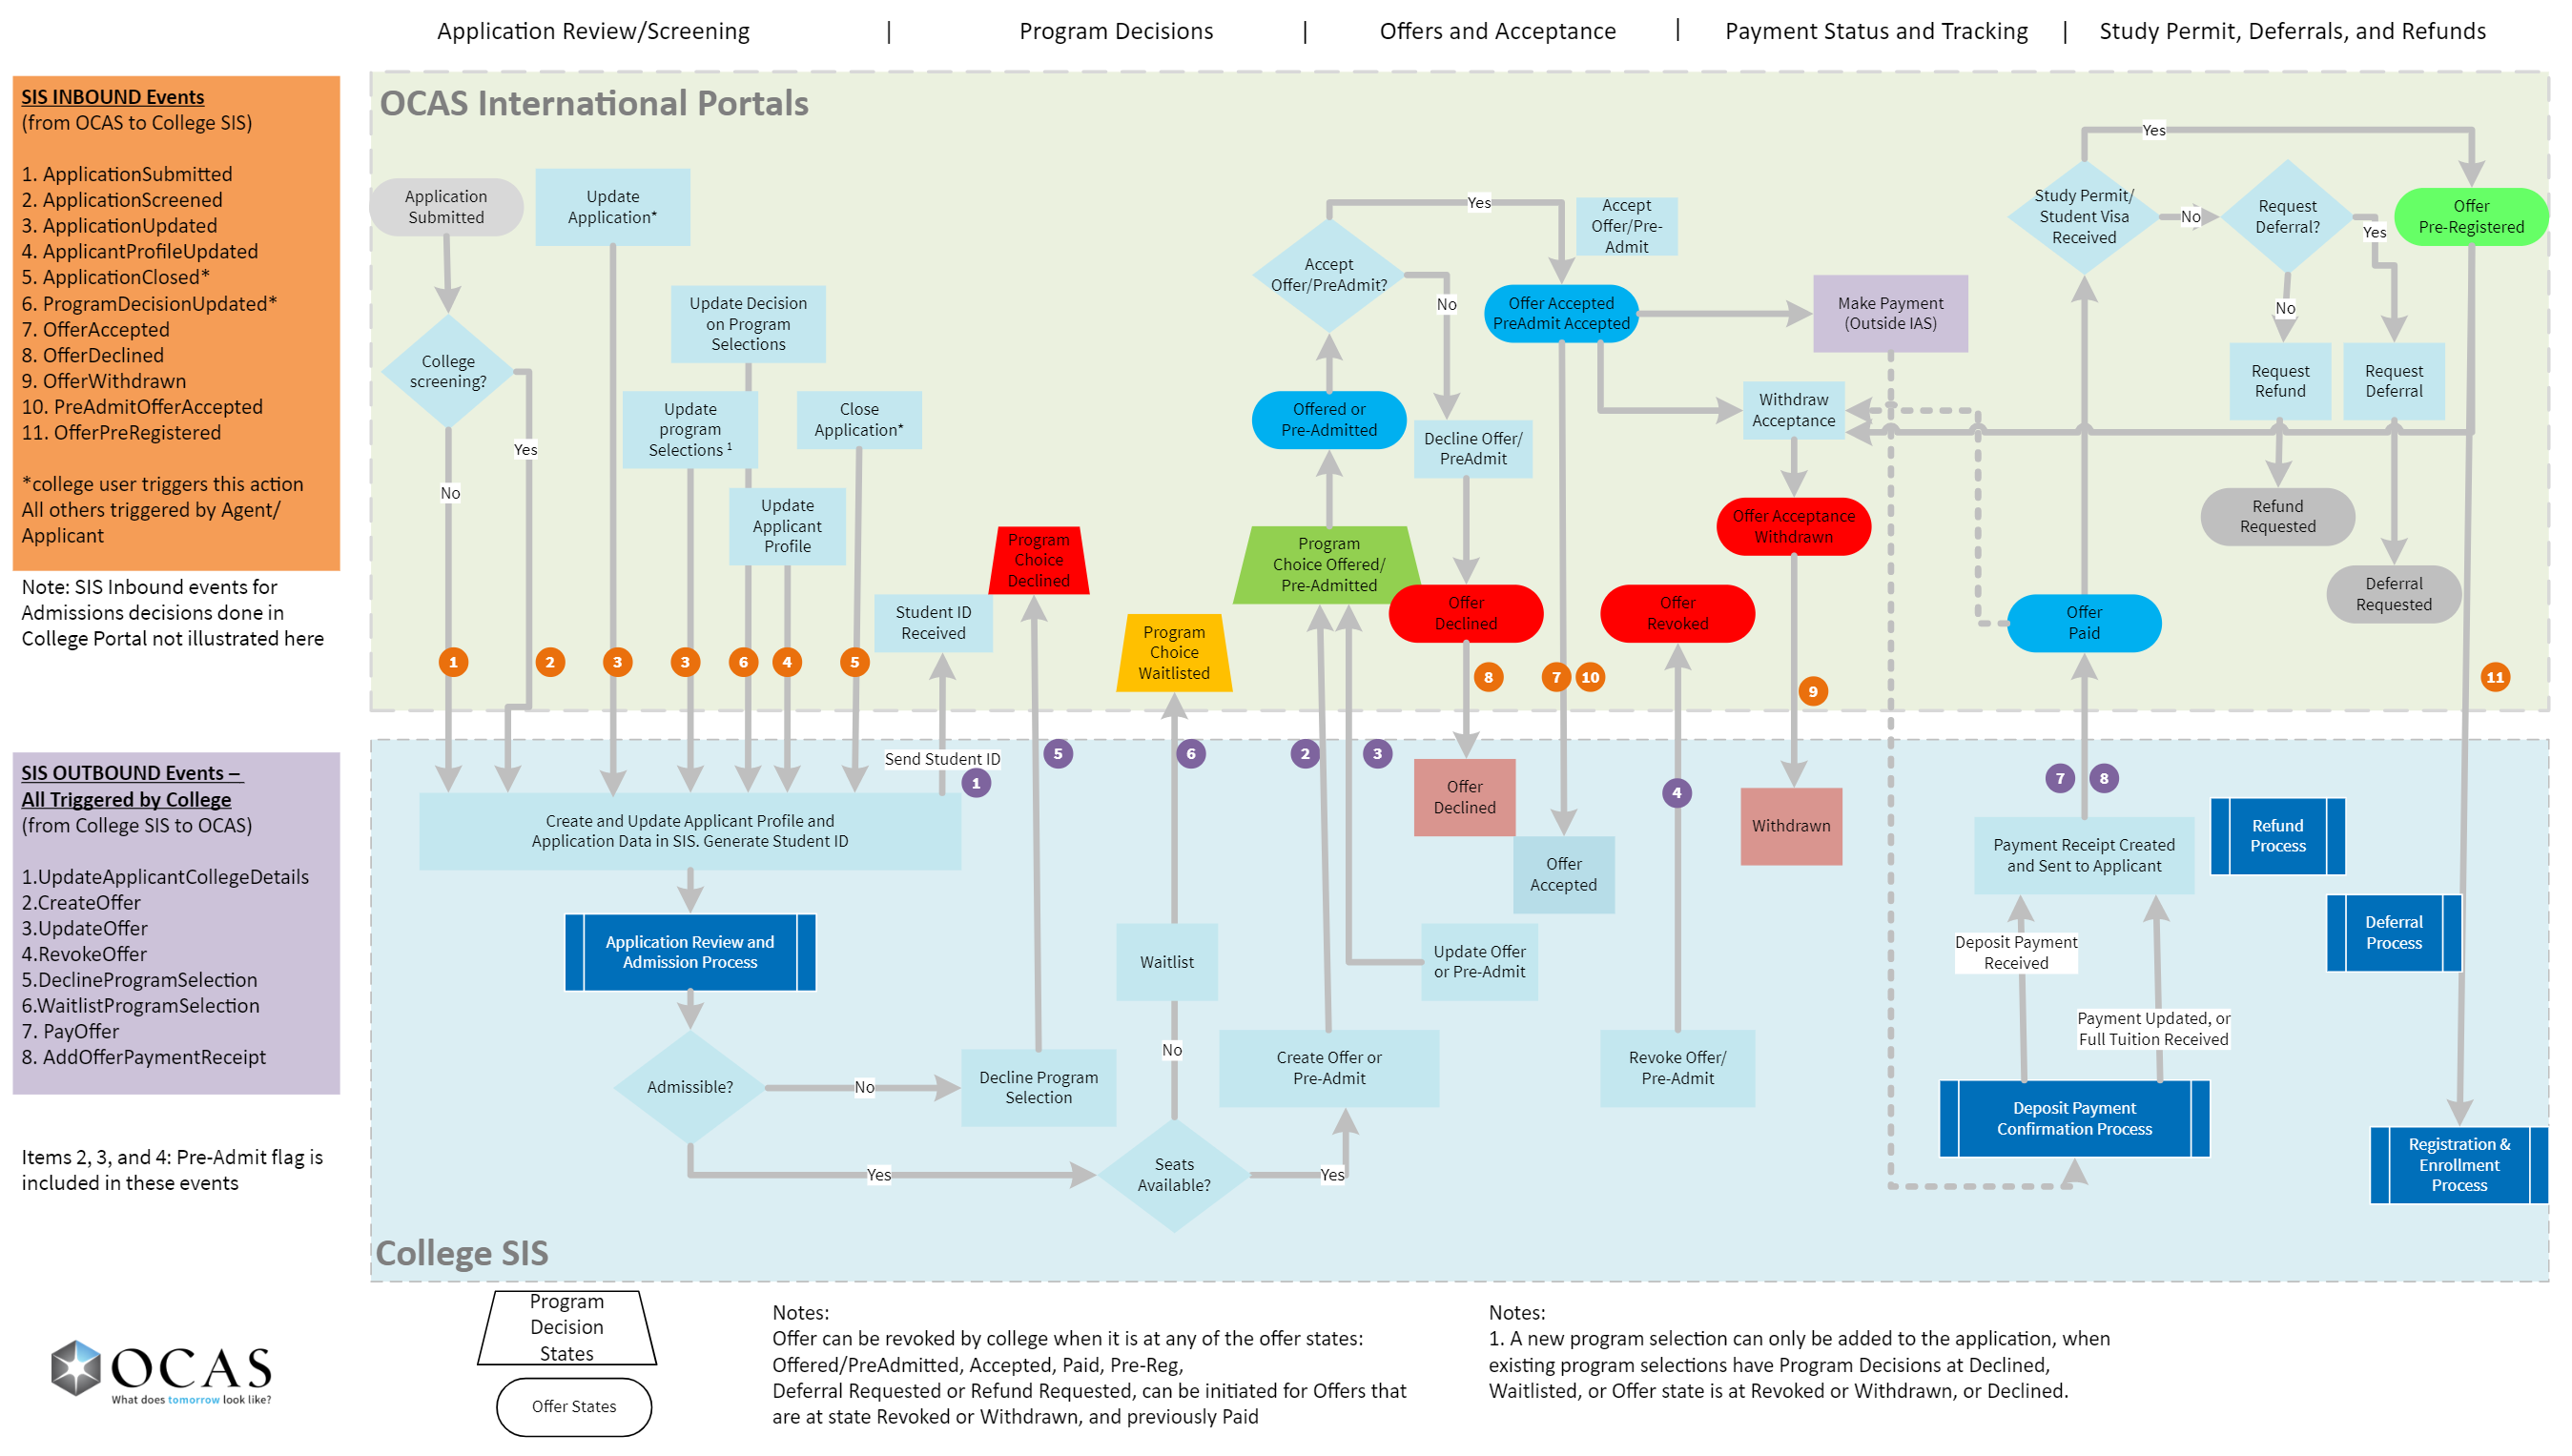 Application Review/Screening | Program Decisions | Offers and Acceptance | Payment Status and Tracking | Study Permit, Deferrals, and Refunds
SIS INBOUND Events
(from OCAS to College SIS)
1. ApplicationSubmitted
2. ApplicationScreened
3. ApplicationUpdated
4. ApplicantProfileUpdated
5. ApplicationClosed*
6. ProgramDecisionUpdated*
7. OfferAccepted
8. OfferDeclined
9. OfferWithdrawn
10. PreAdmitOfferAccepted
11. OfferPreRegistered
*college user triggers this action
All others triggered by Agent/
Applicant
Note: SIS Inbound events for
Admissions decisions done in
College Portal not illustrated here
SIS OUTBOUND Events –
All Triggered by College
(from College SIS to OCAS)
1.UpdateApplicantCollegeDetails
2.CreateOffer
3.UpdateOffer
4.RevokeOffer
5.DeclineProgramSelection
6.WaitlistProgramSelection
7. PayOffer
8. AddOfferPaymentReceipt
Items 2, 3, and 4: Pre-Admit flag is
included in these events
OCAS International Portals
Application
Submitted
College
screening?
No
Yes
Update
Application*
Update Decision
on Program
Selections
Update
program
Selections 1
Close
Application*
Update
Applicant
Profile
Student ID
Received
Program
Choice
Declined
Program
Choice
Waitlisted
Accept
Offer/PreAdmit?
Yes
No
Offered or
Pre-Admitted
Program
Choice Offered/
Pre-Admitted
Decline Offer/
PreAdmit
Offer
Declined
Accept
Offer/Pre-
Admit
Offer Accepted
PreAdmit Accepted
Make Payment
(Outside IAS)
Withdraw
Acceptance
Offer Acceptance
Withdrawn
Offer
Revoked
Study Permit/
Student Visa
Received
Yes
No
Request
Deferral?
Yes
No
Offer
Pre-Registered
Request
Refund
Request
Deferral
Refund
Requested
Deferral
Requested
Offer
Paid
1
2
3
3
6
4
5
8
7
10
9
11
Send Student ID
1
5
6
2
3
4
7
8
Create and Update Applicant Profile and
Application Data in SIS. Generate Student ID
Application Review and
Admission Process
Admissible?
No
Yes
Decline Program
Selection
Waitlist
No
Seats
Available?
Yes
Create Offer or
Pre-Admit
Update Offer
or Pre-Admit
Offer
Declined
Offer
Accepted
Revoke Offer/
Pre-Admit
Withdrawn
Payment Receipt Created
and Sent to Applicant
Deposit Payment
Received
Payment Updated, or
Full Tuition Received
Deposit Payment
Confirmation Process
Refund
Process
Deferral
Process
Registration &
Enrollment
Process
College SIS
OCAS
What does tomorrow look like?
Program
Decision
States
Offer States
Notes:
Offer can be revoked by college when it is at any of the offer states:
Offered/PreAdmitted, Accepted, Paid, Pre-Reg,
Deferral Requested or Refund Requested, can be initiated for Offers that
are at state Revoked or Withdrawn, and previously Paid
Notes:
1. A new program selection can only be added to the application, when
existing program selections have Program Decisions at Declined,
Waitlisted, or Offer state is at Revoked or Withdrawn, or Declined.